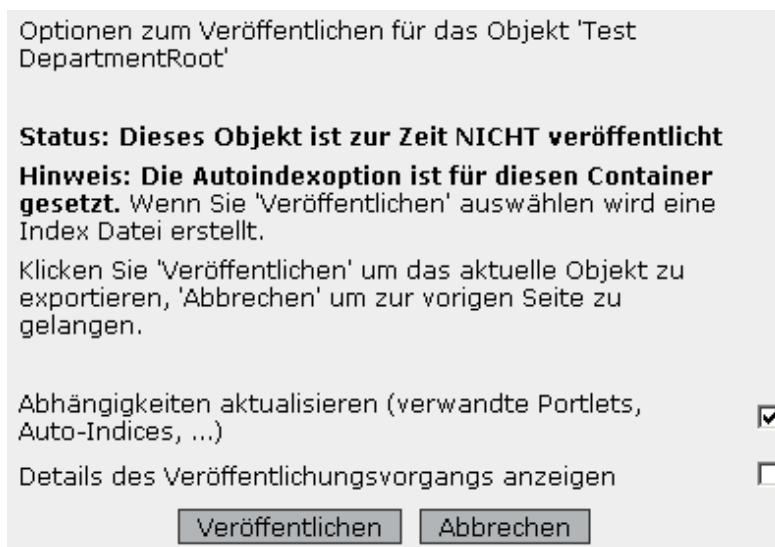 Optionen zum Veröffentlichen für das Objekt 'Test
DepartmentRoot'
Status: Dieses Objekt ist zur Zeit NICHT veröffentlicht
Hinweis: Die Autoindexoption ist für diesen Container
gesetzt. Wenn Sie 'Veröffentlichen' auswählen wird eine
Index Datei erstellt.
Klicken Sie 'Veröffentlichen' um das aktuelle Objekt zu
exportieren, 'Abbrechen' um zur vorigen Seite zu
gelangen.
Abhängigkeiten aktualisieren (verwandte Portlets,
Auto-Indices, ...)
Details des Veröffentlichungsvorgangs anzeigen
Veröffentlichen Abbrechen